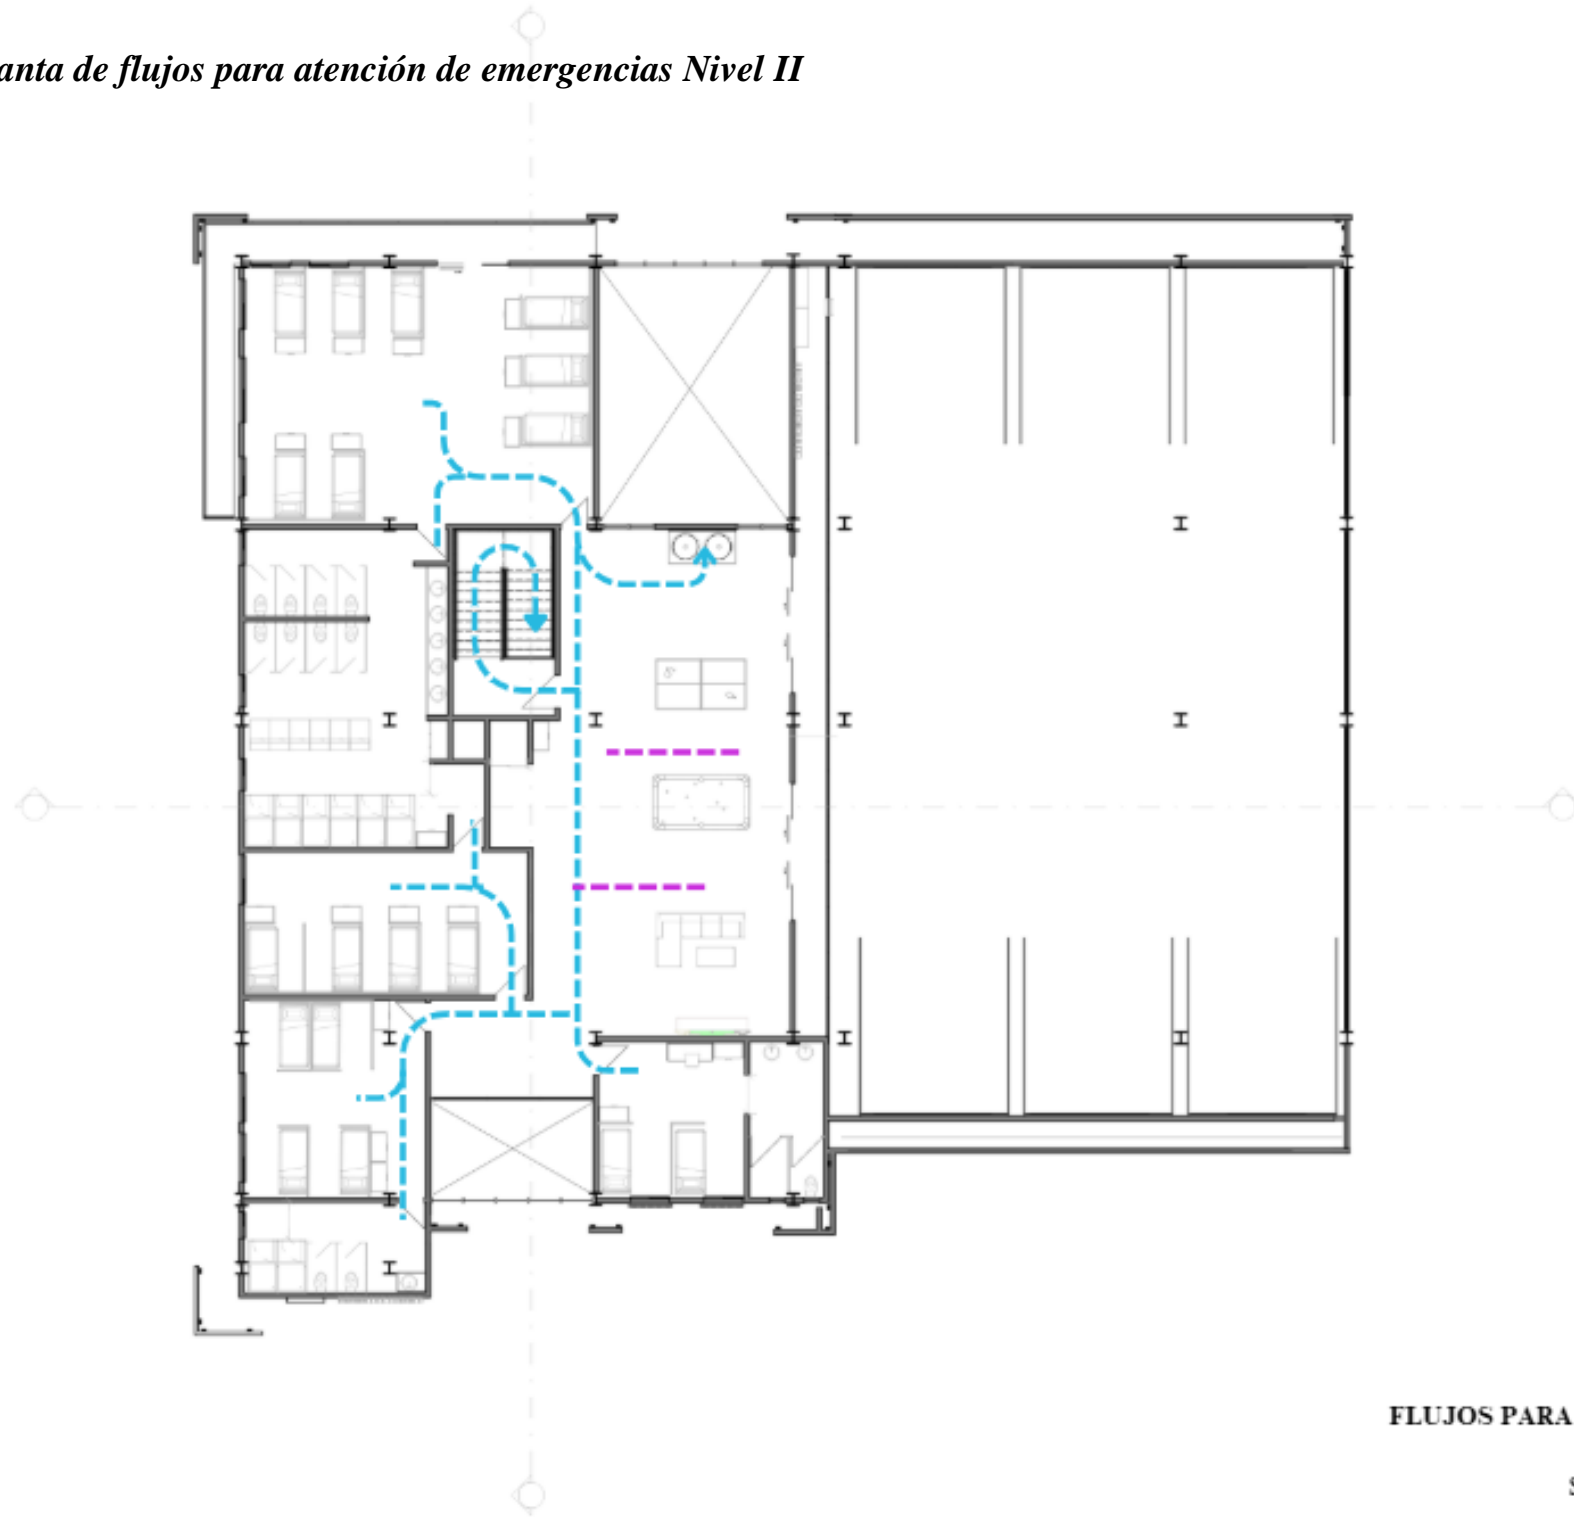 anta de flujos para atención de emergencias Nivel II
FLUJOS PARA
S